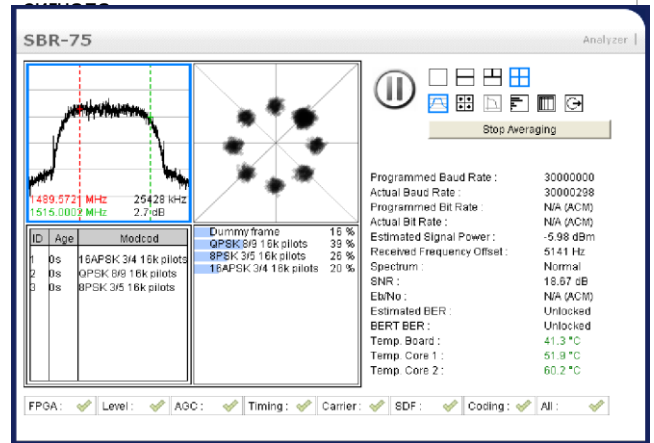 SBR-75
Analyzer
Stop Averaging
1489.5721 MHz 25428 kHz
1515.0002 MHz 2.7 dB
Programmed Baud Rate : 30000000
Actual Baud Rate : 30000298
Programmed Bit Rate : N/A (ACM)
Actual Bit Rate : N/A (ACM)
Estimated Signal Power : -5.98 dBm
Received Frequency Offset : 5141 Hz
Spectrum : Normal
SNR : 18.67 dB
Eb/No : N/A (ACM)
Estimated BER : Unlocked
BERT BER : Unlocked
Temp. Board : 41.3 °C
Temp. Core 1 : 51.9 °C
Temp. Core 2 : 60.2 °C
ID Age Modcod
1 0s 16APSK 3/4 16k pilots
2 0s QPSK 8/9 16k pilots
3 0s 8PSK 3/5 16k pilots
Dummy frame 16 %
QPSK 8/9 16k pilots 39 %
8PSK 3/5 16k pilots 26 %
16APSK 3/4 16k pilots 20 %
FPGA : Level : AGC : Timing : Carrier : SDF : Coding : All :